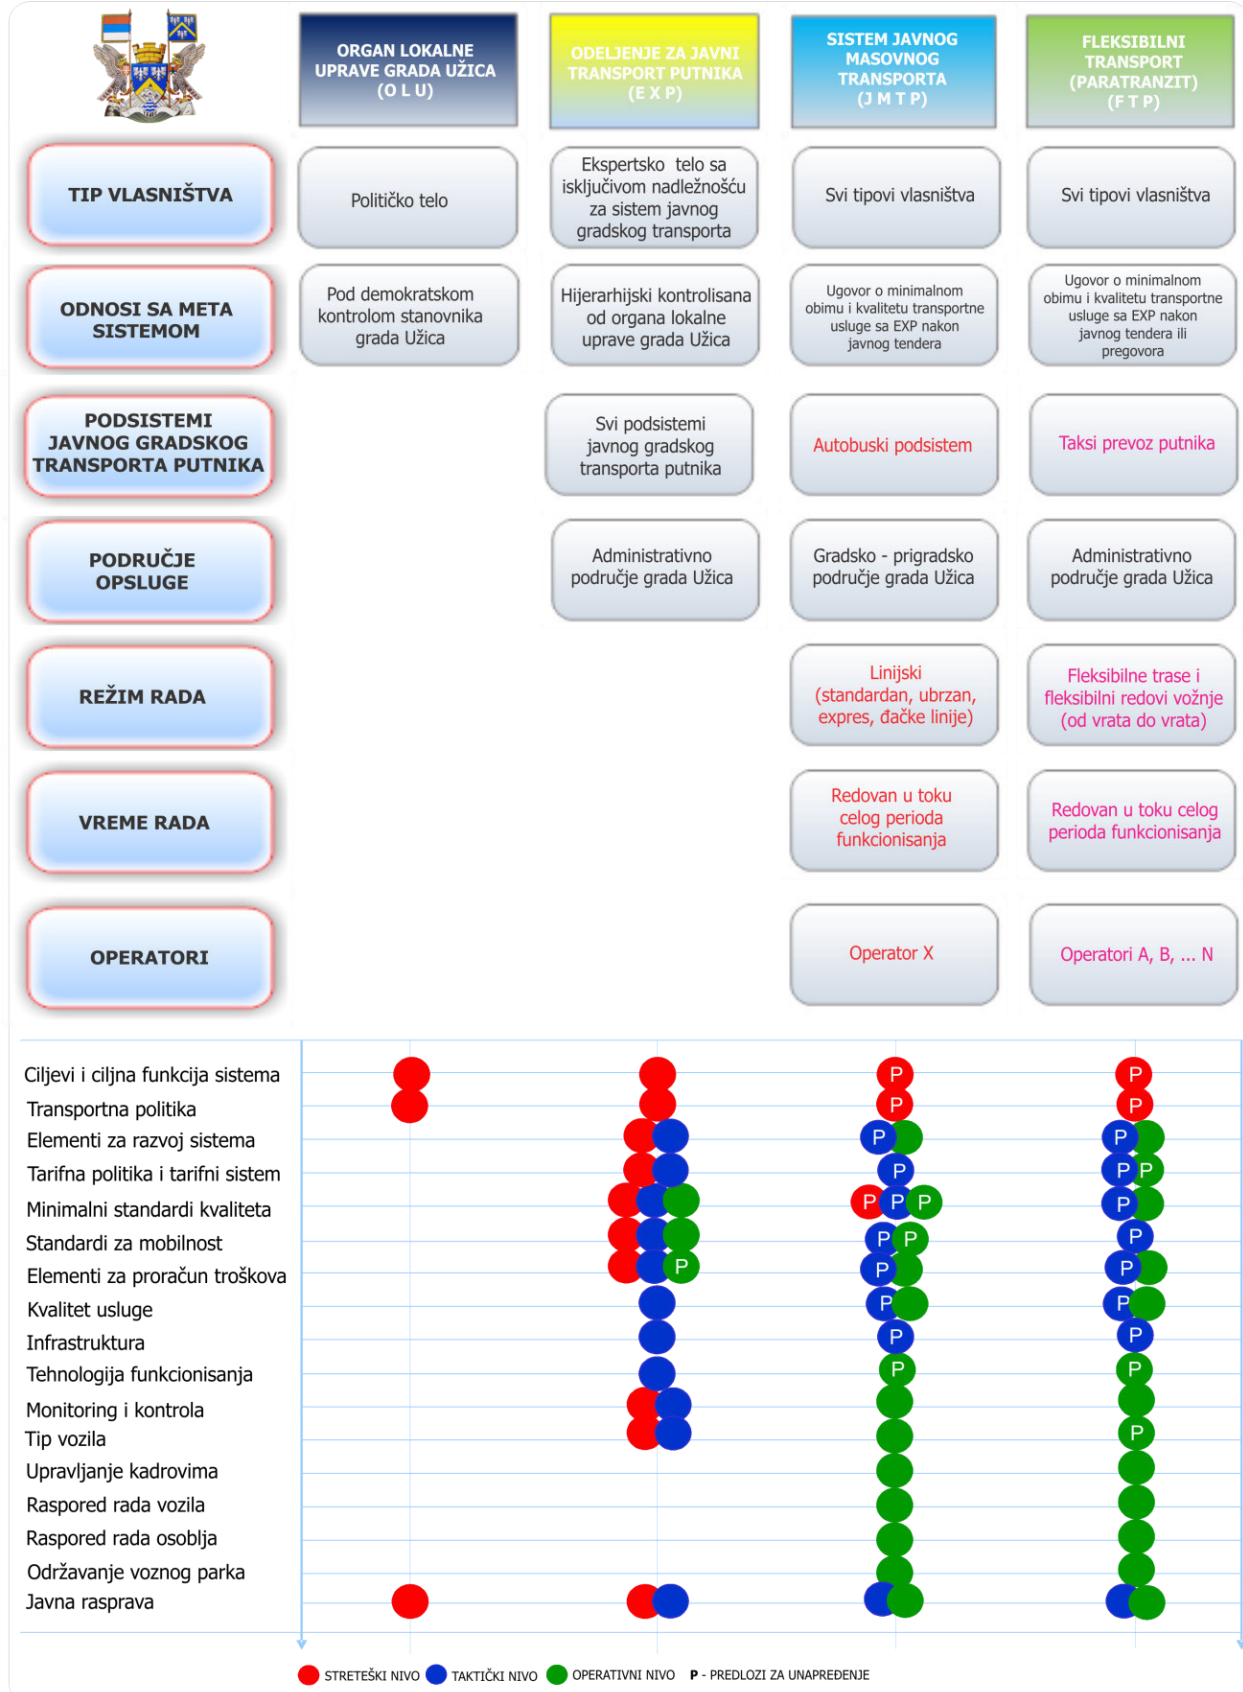 ORGAN LOKALNE
UPRAVE GRADA UŽICA
(O L U)
ODELJENJE ZA JAVNI
TRANSPORT PUTNIKA
(E X P)
SISTEM JAVNOG
MASOVNOG
TRANSPORTA
(J M T P)
FLEKSIBILNI
TRANSPORT
(PARATRANZIT)
(F T P)
TIP VLASNIŠTVA
Političko telo
Ekspertsko telo sa
isključivom nadležnošću
za sistem javnog
gradskog transporta
Svi tipovi vlasništva
Svi tipovi vlasništva
ODNOSI SA META
SISTEMOM
Pod demokratskom
kontrolom stanovnika
grada Užica
Hijerarhijski kontrolisana
od organa lokalne
uprave grada Užica
Ugovor o minimalnom
obimu i kvalitetu transportne
usluge sa EXP nakon
javnog tendera
Ugovor o minimalnom
obimu i kvalitetu transportne
usluge sa EXP nakon
javnog tendera ili
pregovora
PODSISTEMI
JAVNOG GRADSKOG
TRANSPORTA PUTNIKA
Svi podsistemi
javnog gradskog
transporta putnika
Autobuski podsistem
Taksi prevoz putnika
PODRUČJE
OPSLUGE
Administrativno
područje grada Užica
Gradsko - prigradsko
područje grada Užica
Administrativno
područje grada Užica
REŽIM RADA
Linijski
(standardan, ubrzan,
expres, đačke linije)
Fleksibilne trase i
fleksibilni redovi vožnje
(od vrata do vrata)
VREME RADA
Redovan u toku
celog perioda
funkcionisanja
Redovan u toku celog
perioda funkcionisanja
OPERATORI
Operator X
Operatori A, B, ... N
Ciljevi i ciljna funkcija sistema
P
P
Transportna politika
P
P
Elementi za razvoj sistema
P
P
Tarifna politika i tarifni sistem
P
P P
Minimalni standardi kvaliteta
P P P
P
Standardi za mobilnost
P P
P
Elementi za proračun troškova
P
P
P
Kvalitet usluge
P
P
Infrastruktura
P
P
Tehnologija funkcionisanja
P
P
Monitoring i kontrola
Tip vozila
P
Upravljanje kadrovima
Raspored rada vozila
Raspored rada osoblja
Održavanje voznog parka
Javna rasprava
STRETEŠKI NIVO
TAKTIČKI NIVO
OPERATIVNI NIVO
P - PREDLOZI ZA UNAPREĐENJE